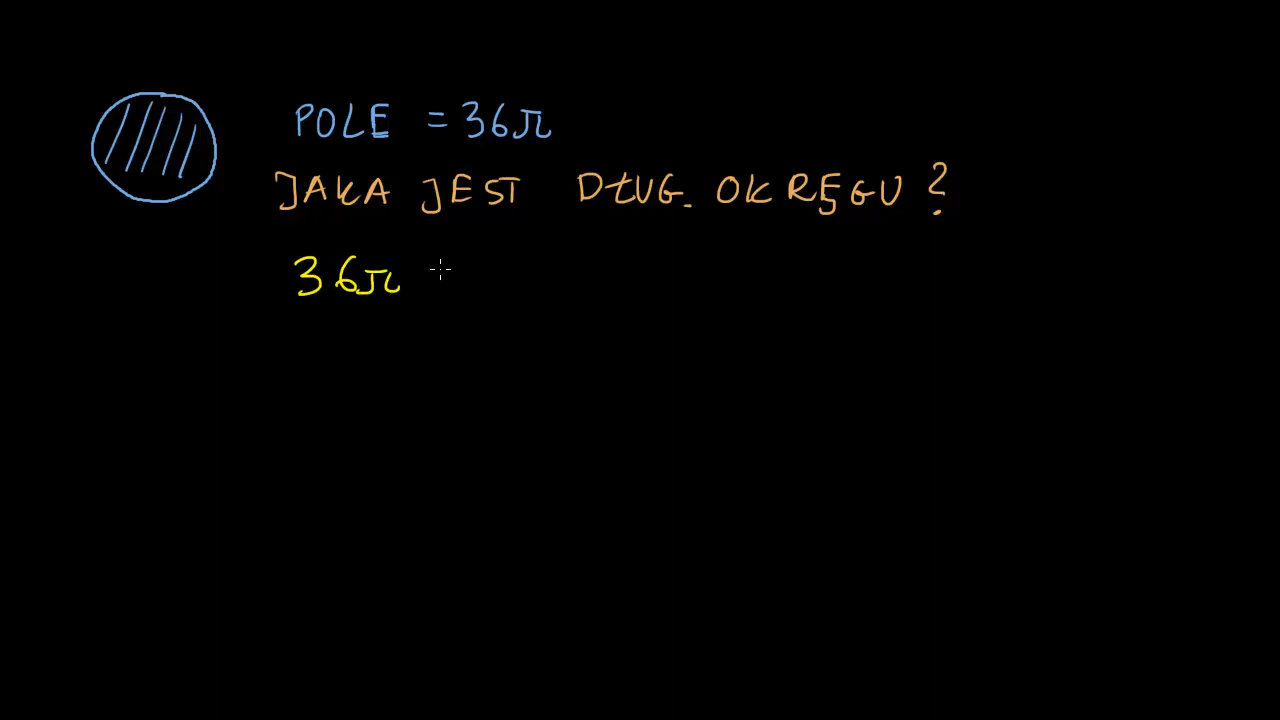 POLE = 36π
JAKA JEST DŁUG. OKRĘGU?
36π